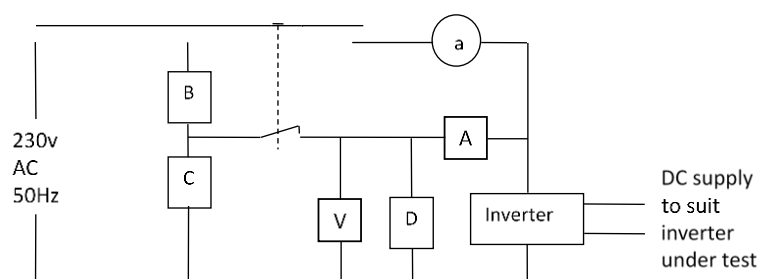 a
B
A
230v
AC
50Hz
C
V
D
Inverter
DC supply
to suit
inverter
under test